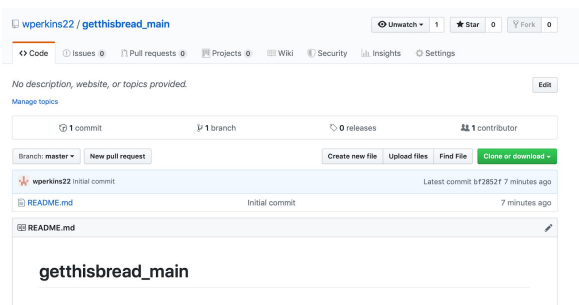 wperkins22 / getthisbread_main
Unwatch 1 Star 0 Fork 0
Code Issues 0 Pull requests 0 Projects 0 Wiki Security Insights Settings
No description, website, or topics provided. Edit
Manage topics
1 commit 1 branch 0 releases 1 contributor
Branch: master New pull request Create new file Upload files Find File Clone or download
wperkins22 Initial commit Latest commit bf2852f 7 minutes ago
README.md Initial commit 7 minutes ago
README.md
getthisbread_main